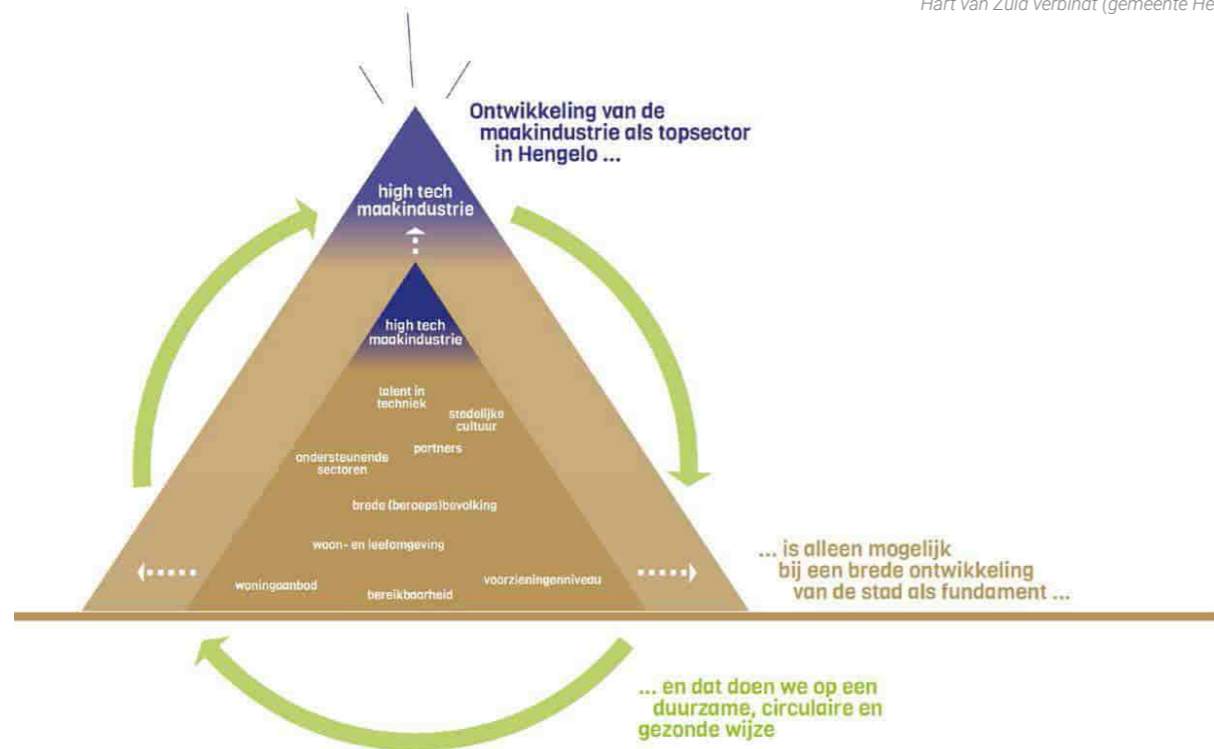 Hart van Zuid verbindt (gemeente He
Ontwikkeling van de
maakindustrie als topsector
in Hengelo ...
high tech
maakindustrie
high tech
maakindustrie
talent in
techniek
stedelijke
cultuur
partners
ondersteunende
sectoren
brede (beroeps)bevolking
woon- en leefomgeving
woningaanbod
voorzieningenniveau
bereikbaarheid
... is alleen mogelijk
bij een brede ontwikkeling
van de stad als fundament ...
... en dat doen we op een
duurzame, circulaire en
gezonde wijze